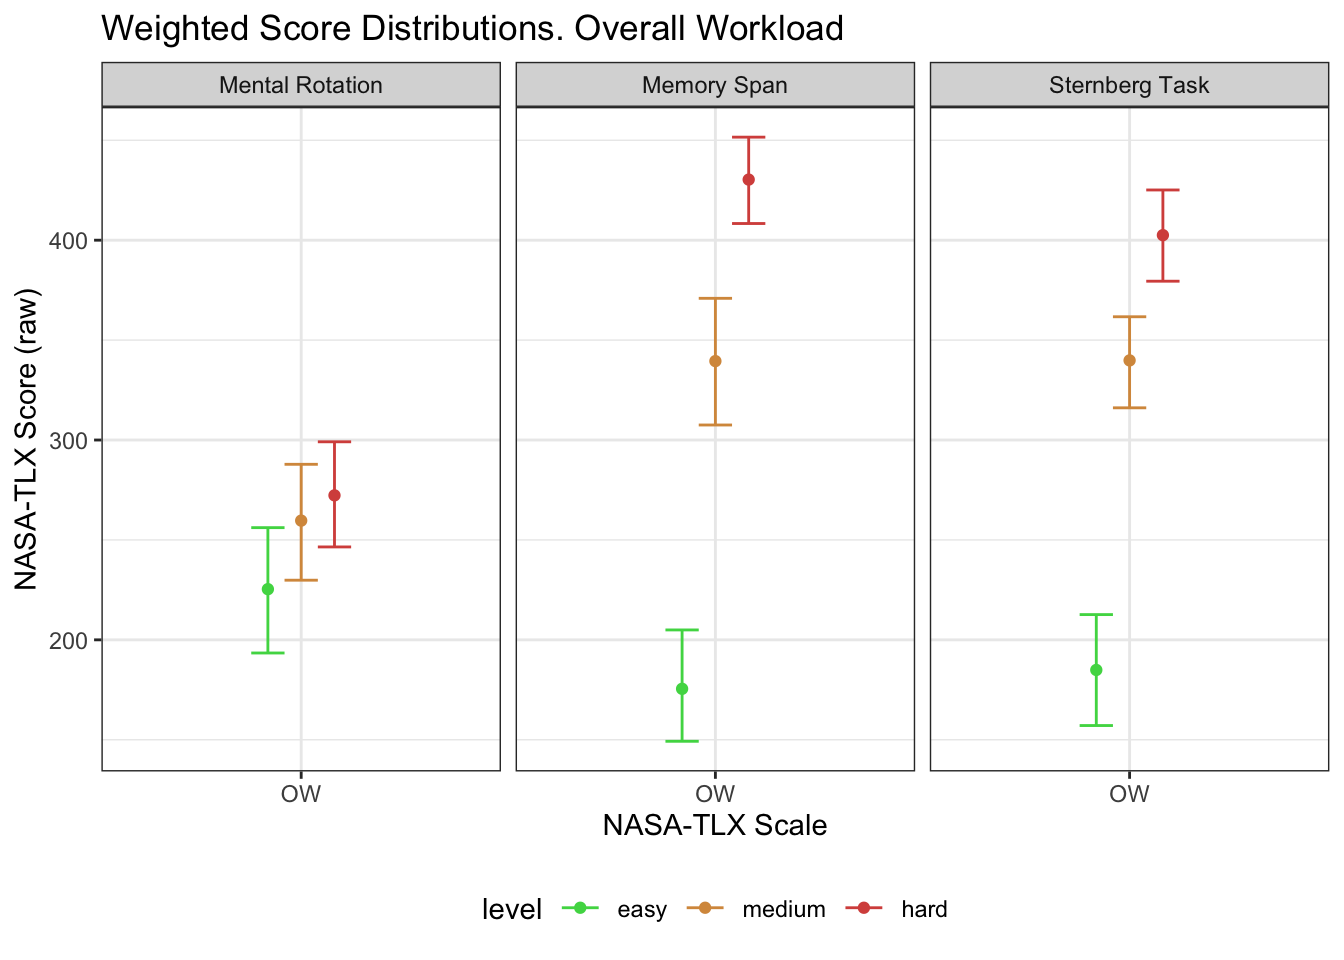 Weighted Score Distributions. Overall Workload
Mental Rotation
Memory Span
Sternberg Task
NASA-TLX Score (raw)
400
300
200
OW
OW
OW
NASA-TLX Scale
level easy medium hard